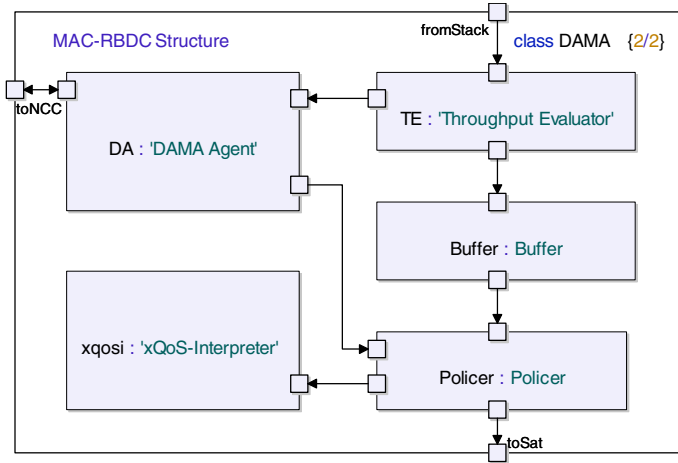 fromStack
MAC-RBDC Structure
class DAMA {2/2}
toNCC
TE : 'Throughput Evaluator'
DA : 'DAMA Agent'
Buffer : Buffer
xqosi : 'xQoS-Interpreter'
Policer : Policer
toSat